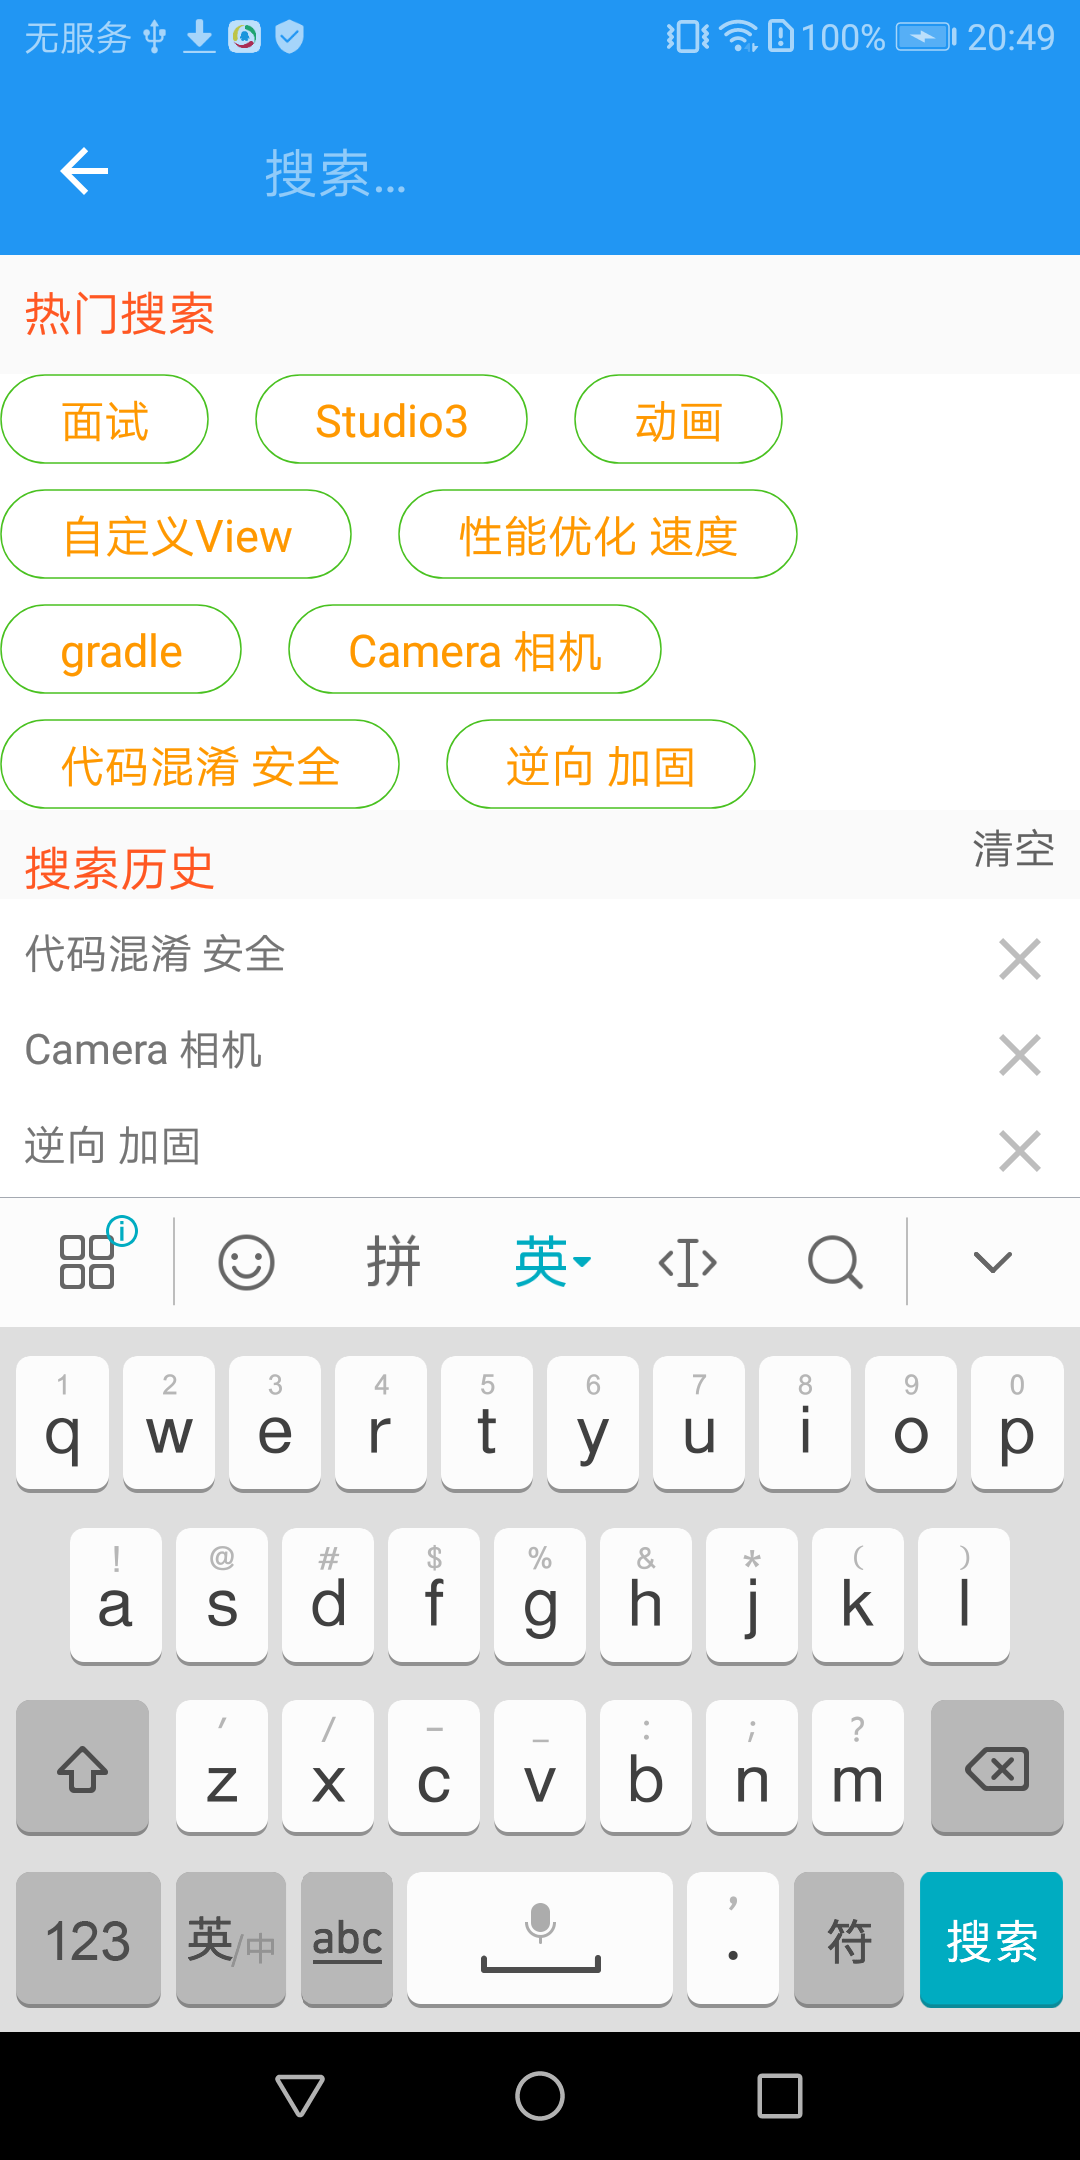 无服务 100% 20:49
搜索...
热门搜索
面试 Studio3 动画
自定义View 性能优化 速度
gradle Camera 相机
代码混淆 安全 逆向 加固
搜索历史 清空
代码混淆 安全
Camera 相机
逆向 加固
拼 英
1 2 3 4 5 6 7 8 9 0
q w e r t y u i o p
! @ # $ % & * ( )
a s d f g h j k l
' / - _ : ; ?
z x c v b n m
123 英/中 abc , . 符 搜索